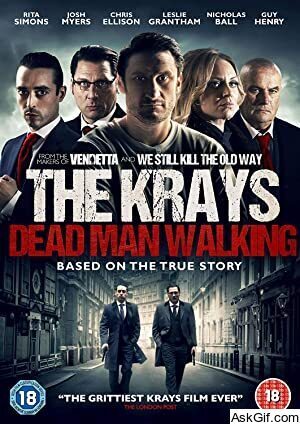 RITA SIMONS
JOSH MYERS
CHRIS ELLISON
LESLIE GRANTHAM
NICHOLAS BALL
GUY HENRY
FROM THE MAKERS OF VENDETTA AND WE STILL KILL THE OLD WAY
THE KRAYS
DEAD MAN WALKING
BASED ON THE TRUE STORY
18
"THE GRITTIEST KRAYS FILM EVER"
THE LONDON POST
18
AskGif.com